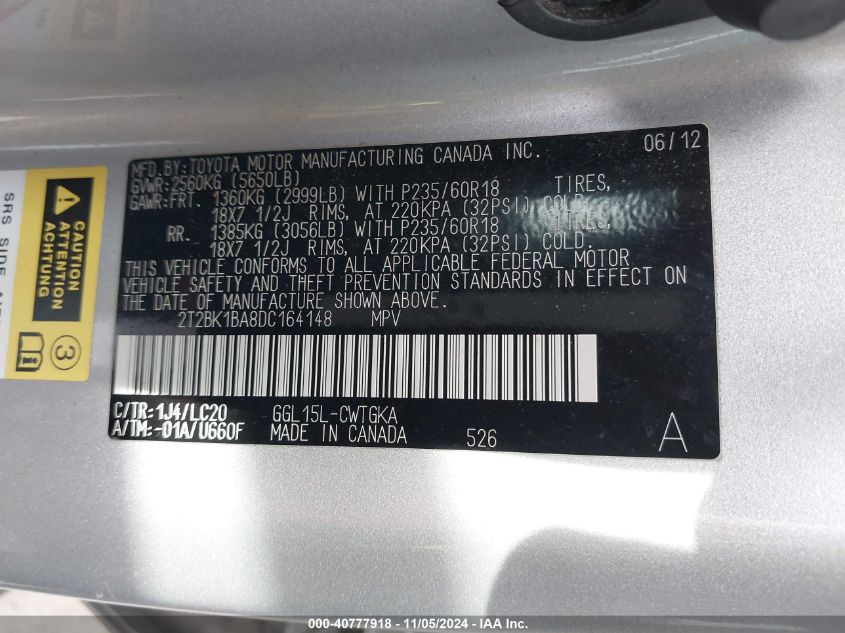 MFD. BY: TOYOTA MOTOR MANUFACTURING CANADA INC. 06/12
GVWR: 2560KG (5650LB)
GAWR: FRT. 1360KG (2999LB) WITH P235/60R18 TIRES,
18X7 1/2J RIMS, AT 220KPA (32PSI) COLD.
RR. 1385KG (3056LB) WITH P235/60R18 TIRES,
18X7 1/2J RIMS, AT 220KPA (32PSI) COLD.
THIS VEHICLE CONFORMS TO ALL APPLICABLE FEDERAL MOTOR
VEHICLE SAFETY AND THEFT PREVENTION STANDARDS IN EFFECT ON
THE DATE OF MANUFACTURE SHOWN ABOVE.
2T2BK1BA8DC164148 MPV
C/TR: 1J4/LC20 GGL15L-CWTGKA
A/TM: -01A/U660F MADE IN CANADA 526 A
CAUTION
ATTENTION
ACHTUNG
3
SRS SIDE
000-40777918 - 11/05/2024 - IAA Inc.